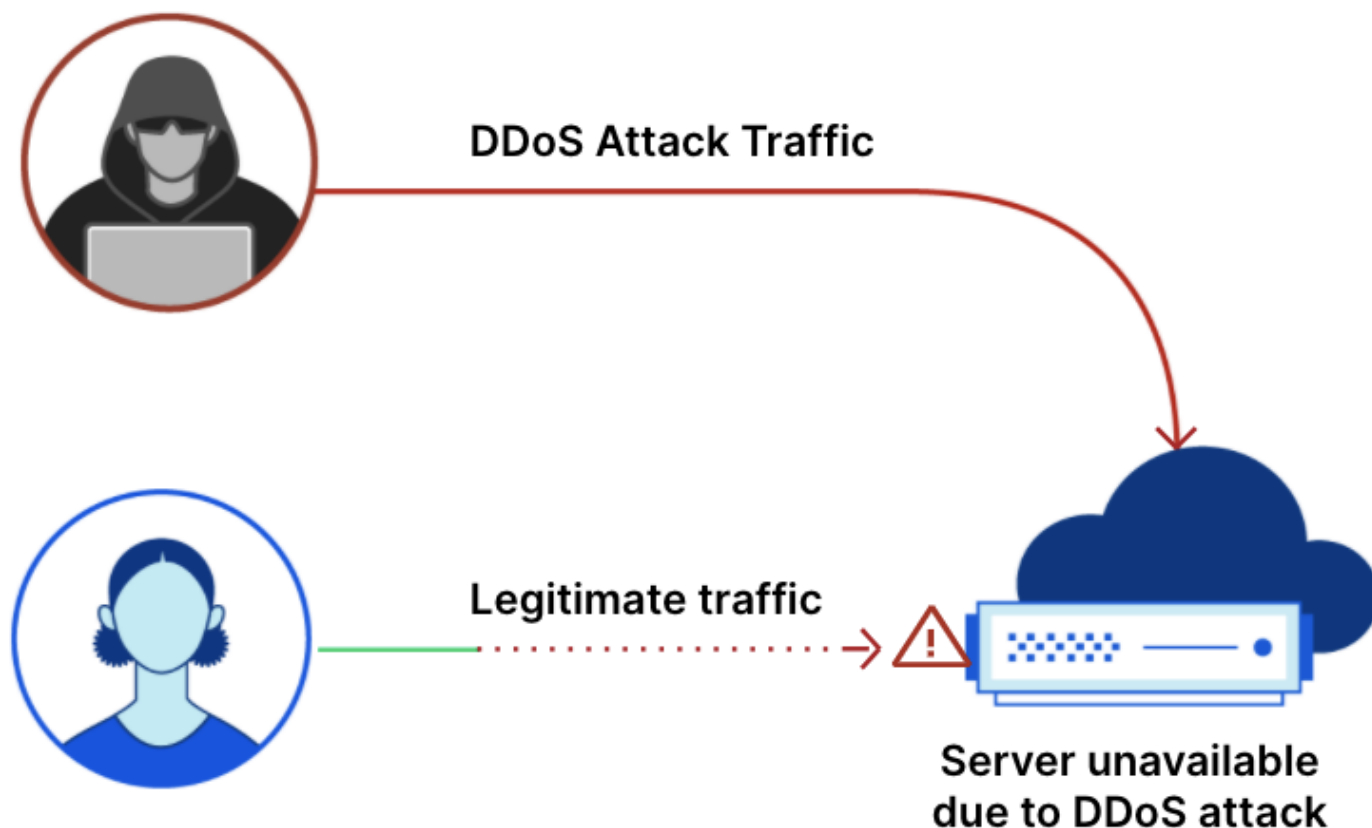 DDoS Attack Traffic
Legitimate traffic
!
Server unavailable
due to DDoS attack